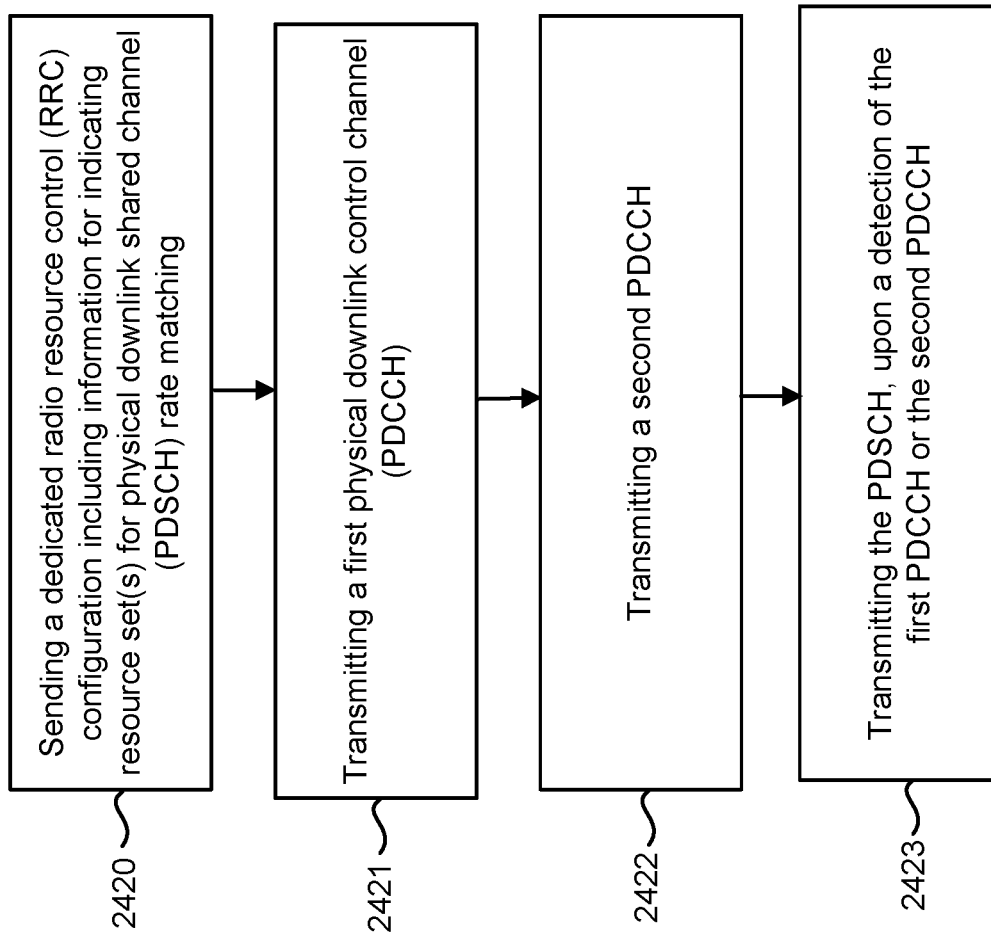 2420
Sending a dedicated radio resource control (RRC)
configuration including information for indicating
resource set(s) for physical downlink shared channel
(PDSCH) rate matching
2421
Transmitting a first physical downlink control channel
(PDCCH)
2422
Transmitting a second PDCCH
2423
Transmitting the PDSCH, upon a detection of the
first PDCCH or the second PDCCH